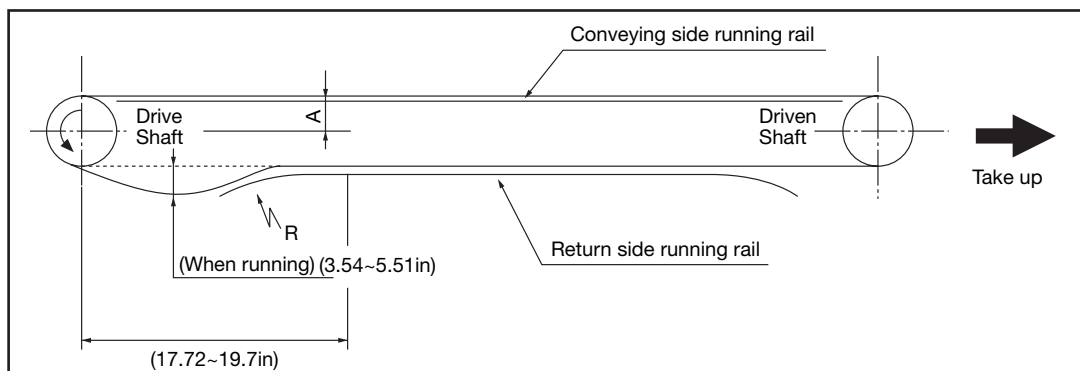 Conveying side running rail
A
Drive
Shaft
Driven
Shaft
Take up
R
(When running) (3.54~5.51in)
Return side running rail
(17.72~19.7in)